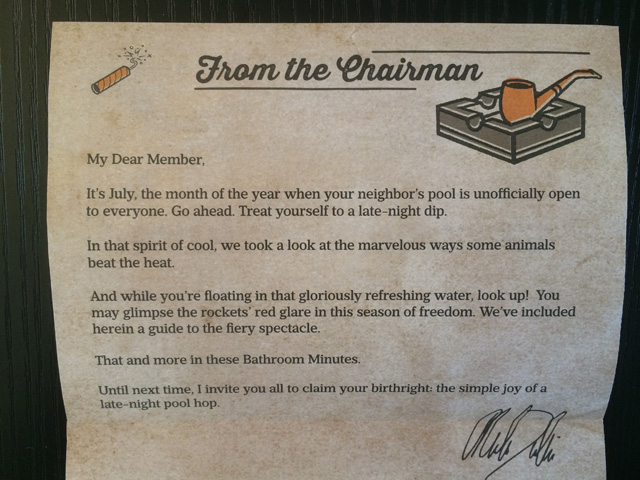 From the Chairman
My Dear Member,
It's July, the month of the year when your neighbor's pool is unofficially open
to everyone. Go ahead. Treat yourself to a late-night dip.
In that spirit of cool, we took a look at the marvelous ways some animals
beat the heat.
And while you're floating in that gloriously refreshing water, look up! You
may glimpse the rockets' red glare in this season of freedom. We've included
herein a guide to the fiery spectacle.
That and more in these Bathroom Minutes.
Until next time, I invite you all to claim your birthright: the simple joy of a
late-night pool hop.